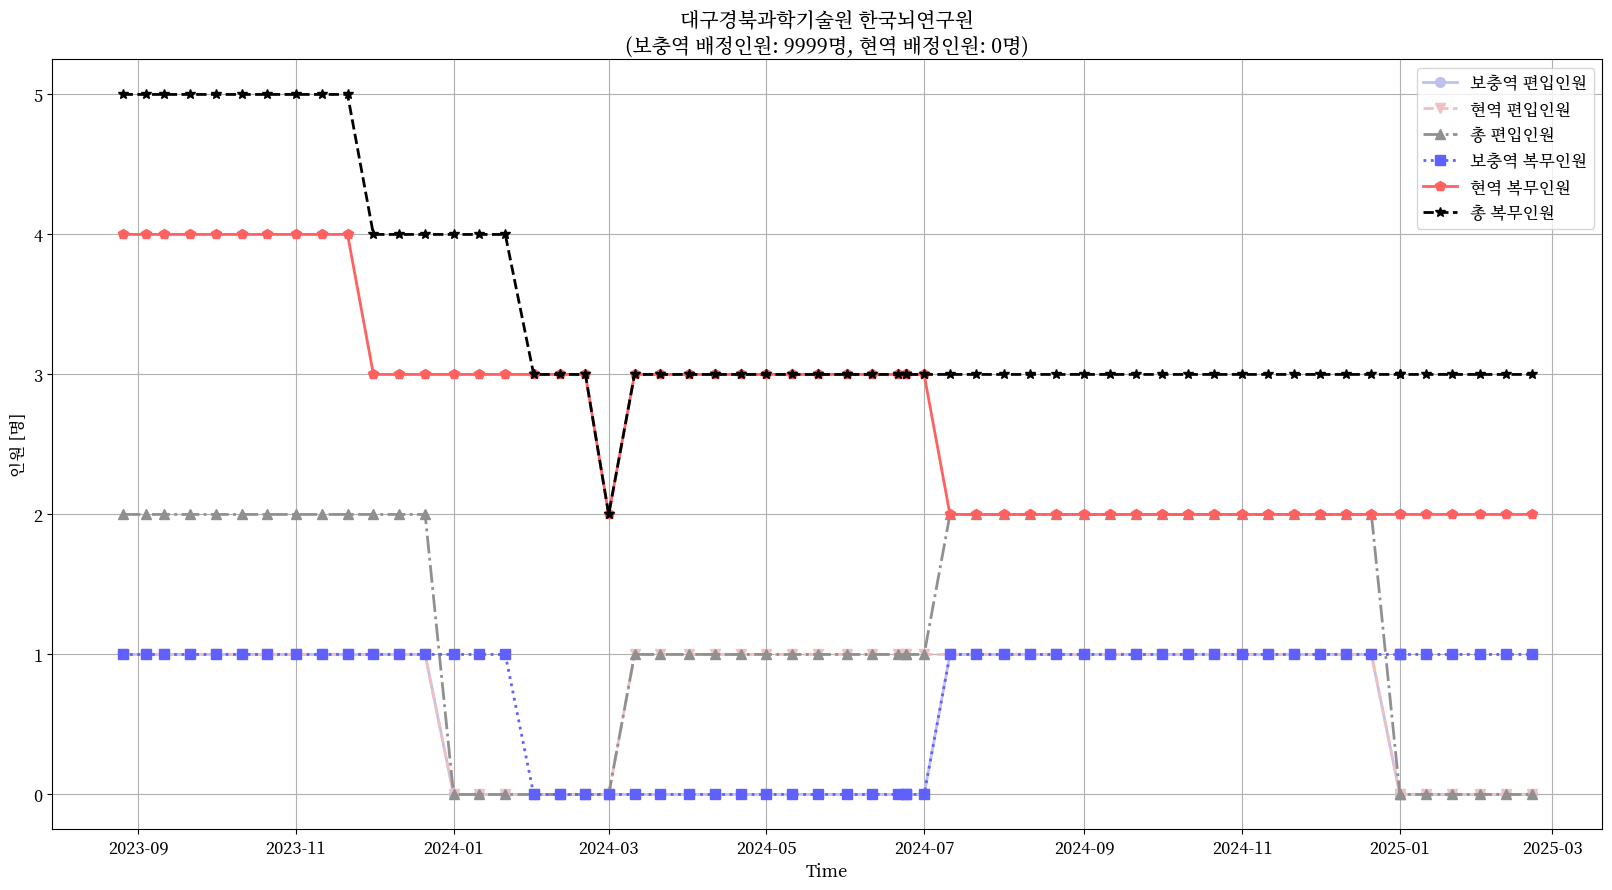 대구경북과학기술원 한국뇌연구원
(보충역 배정인원: 9999명, 현역 배정인원: 0명)
보충역 편입인원
현역 편입인원
총 편입인원
보충역 복무인원
현역 복무인원
총 복무인원
인원 [명]
5
4
3
2
1
0
2023-09 2023-11 2024-01 2024-03 2024-05 2024-07 2024-09 2024-11 2025-01 2025-03
Time